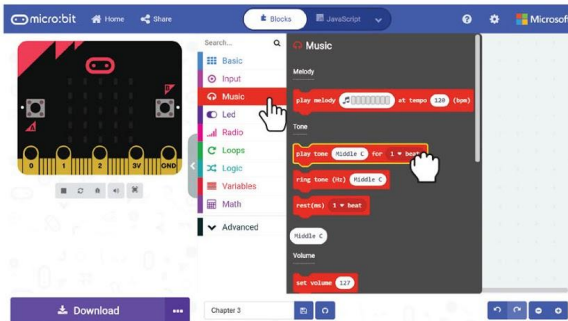 micro:bit Home Share Blocks JavaScript Microsoft
Search...
Basic
Input
Music
Led
Radio
Loops
Logic
Variables
Math
Advanced
Music
Melody
play melody at tempo 120 (bpm)
Tone
play tone Middle C for 1 beat
ring tone (Hz) Middle C
rest(ms) 1 beat
Middle C
Volume
set volume 127
B
A
0 1 2 3V GND
Download
Chapter 3